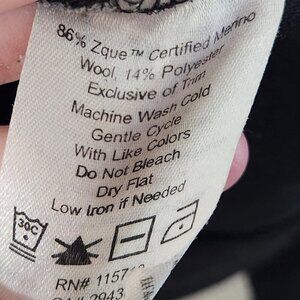 86% Zque™ Certified Merino
Wool, 14% Polyester
Exclusive of Trim
Machine Wash Cold
Gentle Cycle
With Like Colors
Do Not Bleach
Dry Flat
Low Iron if Needed
30C
RN#